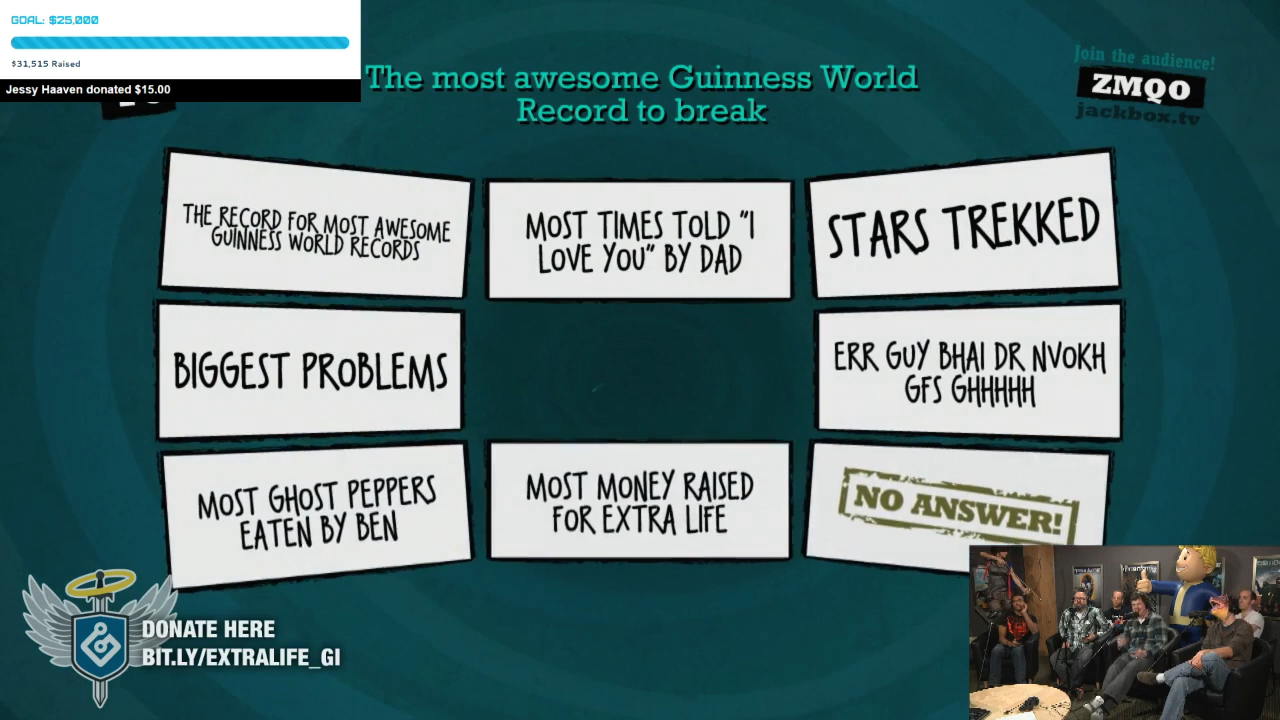 GOAL: $25,000
$31,515 Raised
Jessy Haaven donated $15.00
The most awesome Guinness World
Record to break
Join the audience!
ZMQO
jackbox.tv
THE RECORD FOR MOST AWESOME
GUINNESS WORLD RECORDS
MOST TIMES TOLD "I
LOVE YOU" BY DAD
STARS TREKKED
BIGGEST PROBLEMS
ERR GUY BHAI DR NVOKH
GFS GHHHHH
MOST GHOST PEPPERS
EATEN BY BEN
MOST MONEY RAISED
FOR EXTRA LIFE
NO ANSWER!
DONATE HERE
BIT.LY/EXTRALIFE_GI